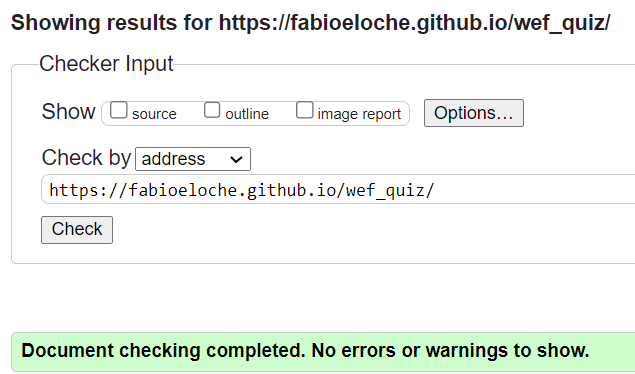 Showing results for https://fabioeloche.github.io/wef_quiz/
Checker Input
Show source outline image report Options...
Check by address
https://fabioeloche.github.io/wef_quiz/
Check
Document checking completed. No errors or warnings to show.